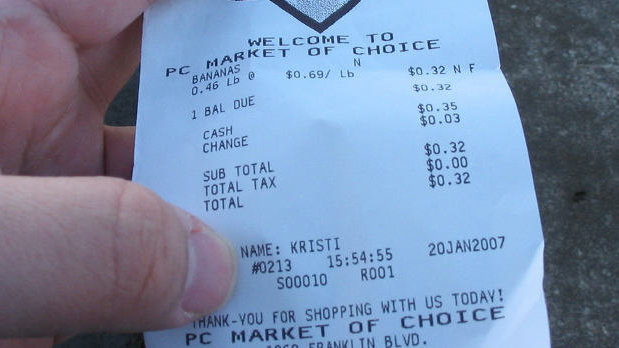 WELCOME TO
PC MARKET OF CHOICE
BANANAS N
0.46 Lb @ $0.69/ Lb $0.32 N F
1 BAL DUE $0.32
CASH $0.35
CHANGE $0.03
SUB TOTAL $0.32
TOTAL TAX $0.00
TOTAL $0.32
NAME: KRISTI
#0213 15:54:55 20JAN2007
S00010 R001
THANK-YOU FOR SHOPPING WITH US TODAY!
PC MARKET OF CHOICE
1960 FRANKLIN BLVD.